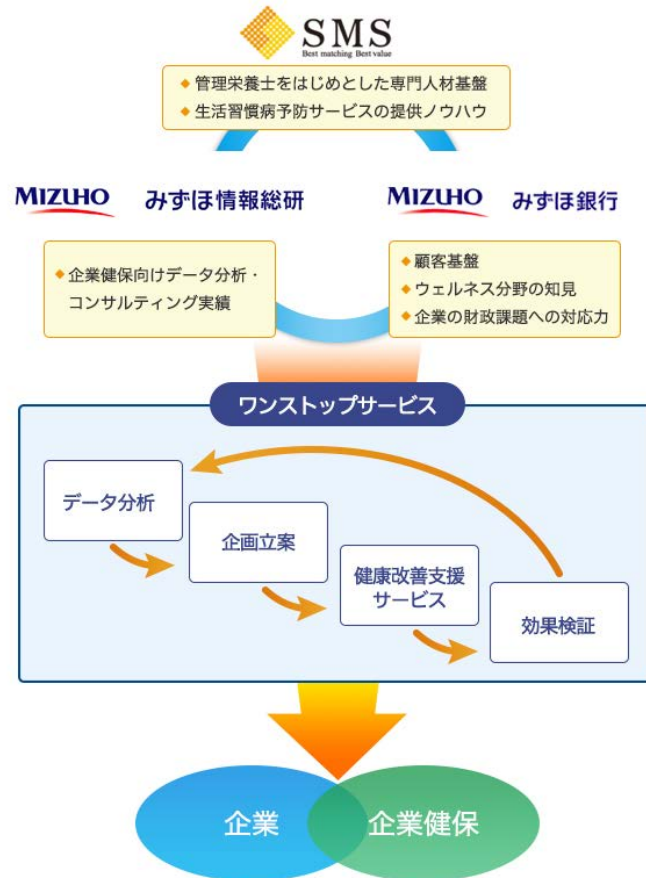 SMS
Best matching Best value
◆ 管理栄養士をはじめとした専門人材基盤
◆ 生活習慣病予防サービスの提供ノウハウ
MIZUHO みずほ情報総研
MIZUHO みずほ銀行
◆ 企業健保向けデータ分析・
コンサルティング実績
◆ 顧客基盤
◆ ウェルネス分野の知見
◆ 企業の財政課題への対応力
ワンストップサービス
データ分析
企画立案
健康改善支援
サービス
効果検証
企業
企業健保